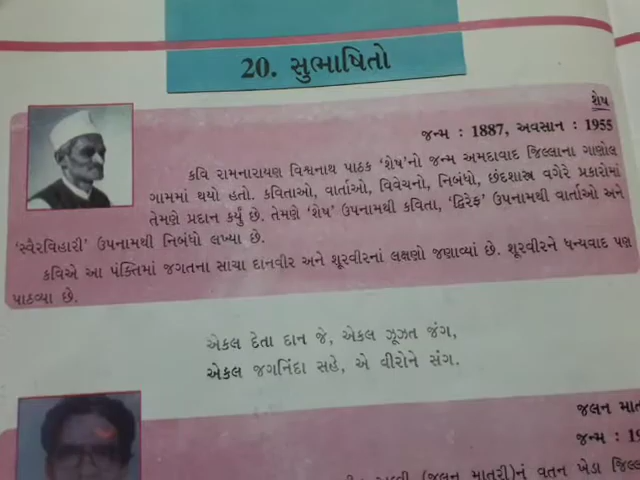 20. સુભાષિતો
શેષ
જન્મ : 1887, અવસાન : 1955
કવિ રામનારાયણ વિશ્વનાથ પાઠક ‘શેષ’નો જન્મ અમદાવાદ જિલ્લાના ગાણોલ
ગામમાં થયો હતો. કવિતાઓ, વાર્તાઓ, વિવેચનો, નિબંધો, છંદશાસ્ત્ર વગેરે પ્રકારોમાં
તેમણે પ્રદાન કર્યું છે. તેમણે ‘શેષ’ ઉપનામથી કવિતા, ‘દ્વિરેફ’ ઉપનામથી વાર્તાઓ અને
‘સ્વૈરવિહારી’ ઉપનામથી નિબંધો લખ્યા છે.
કવિએ આ પંક્તિમાં જગતના સાચા દાનવીર અને શૂરવીરનાં લક્ષણો જણાવ્યાં છે. શૂરવીરને ધન્યવાદ પણ
પાઠવ્યા છે.
એકલ દેતા દાન જે, એકલ ઝૂઝત જંગ,
એકલ જગનિંદા સહે, એ વીરોને સંગ.
જલન
જન્મ :
(જલન માતરી)નું વતન ખેડા